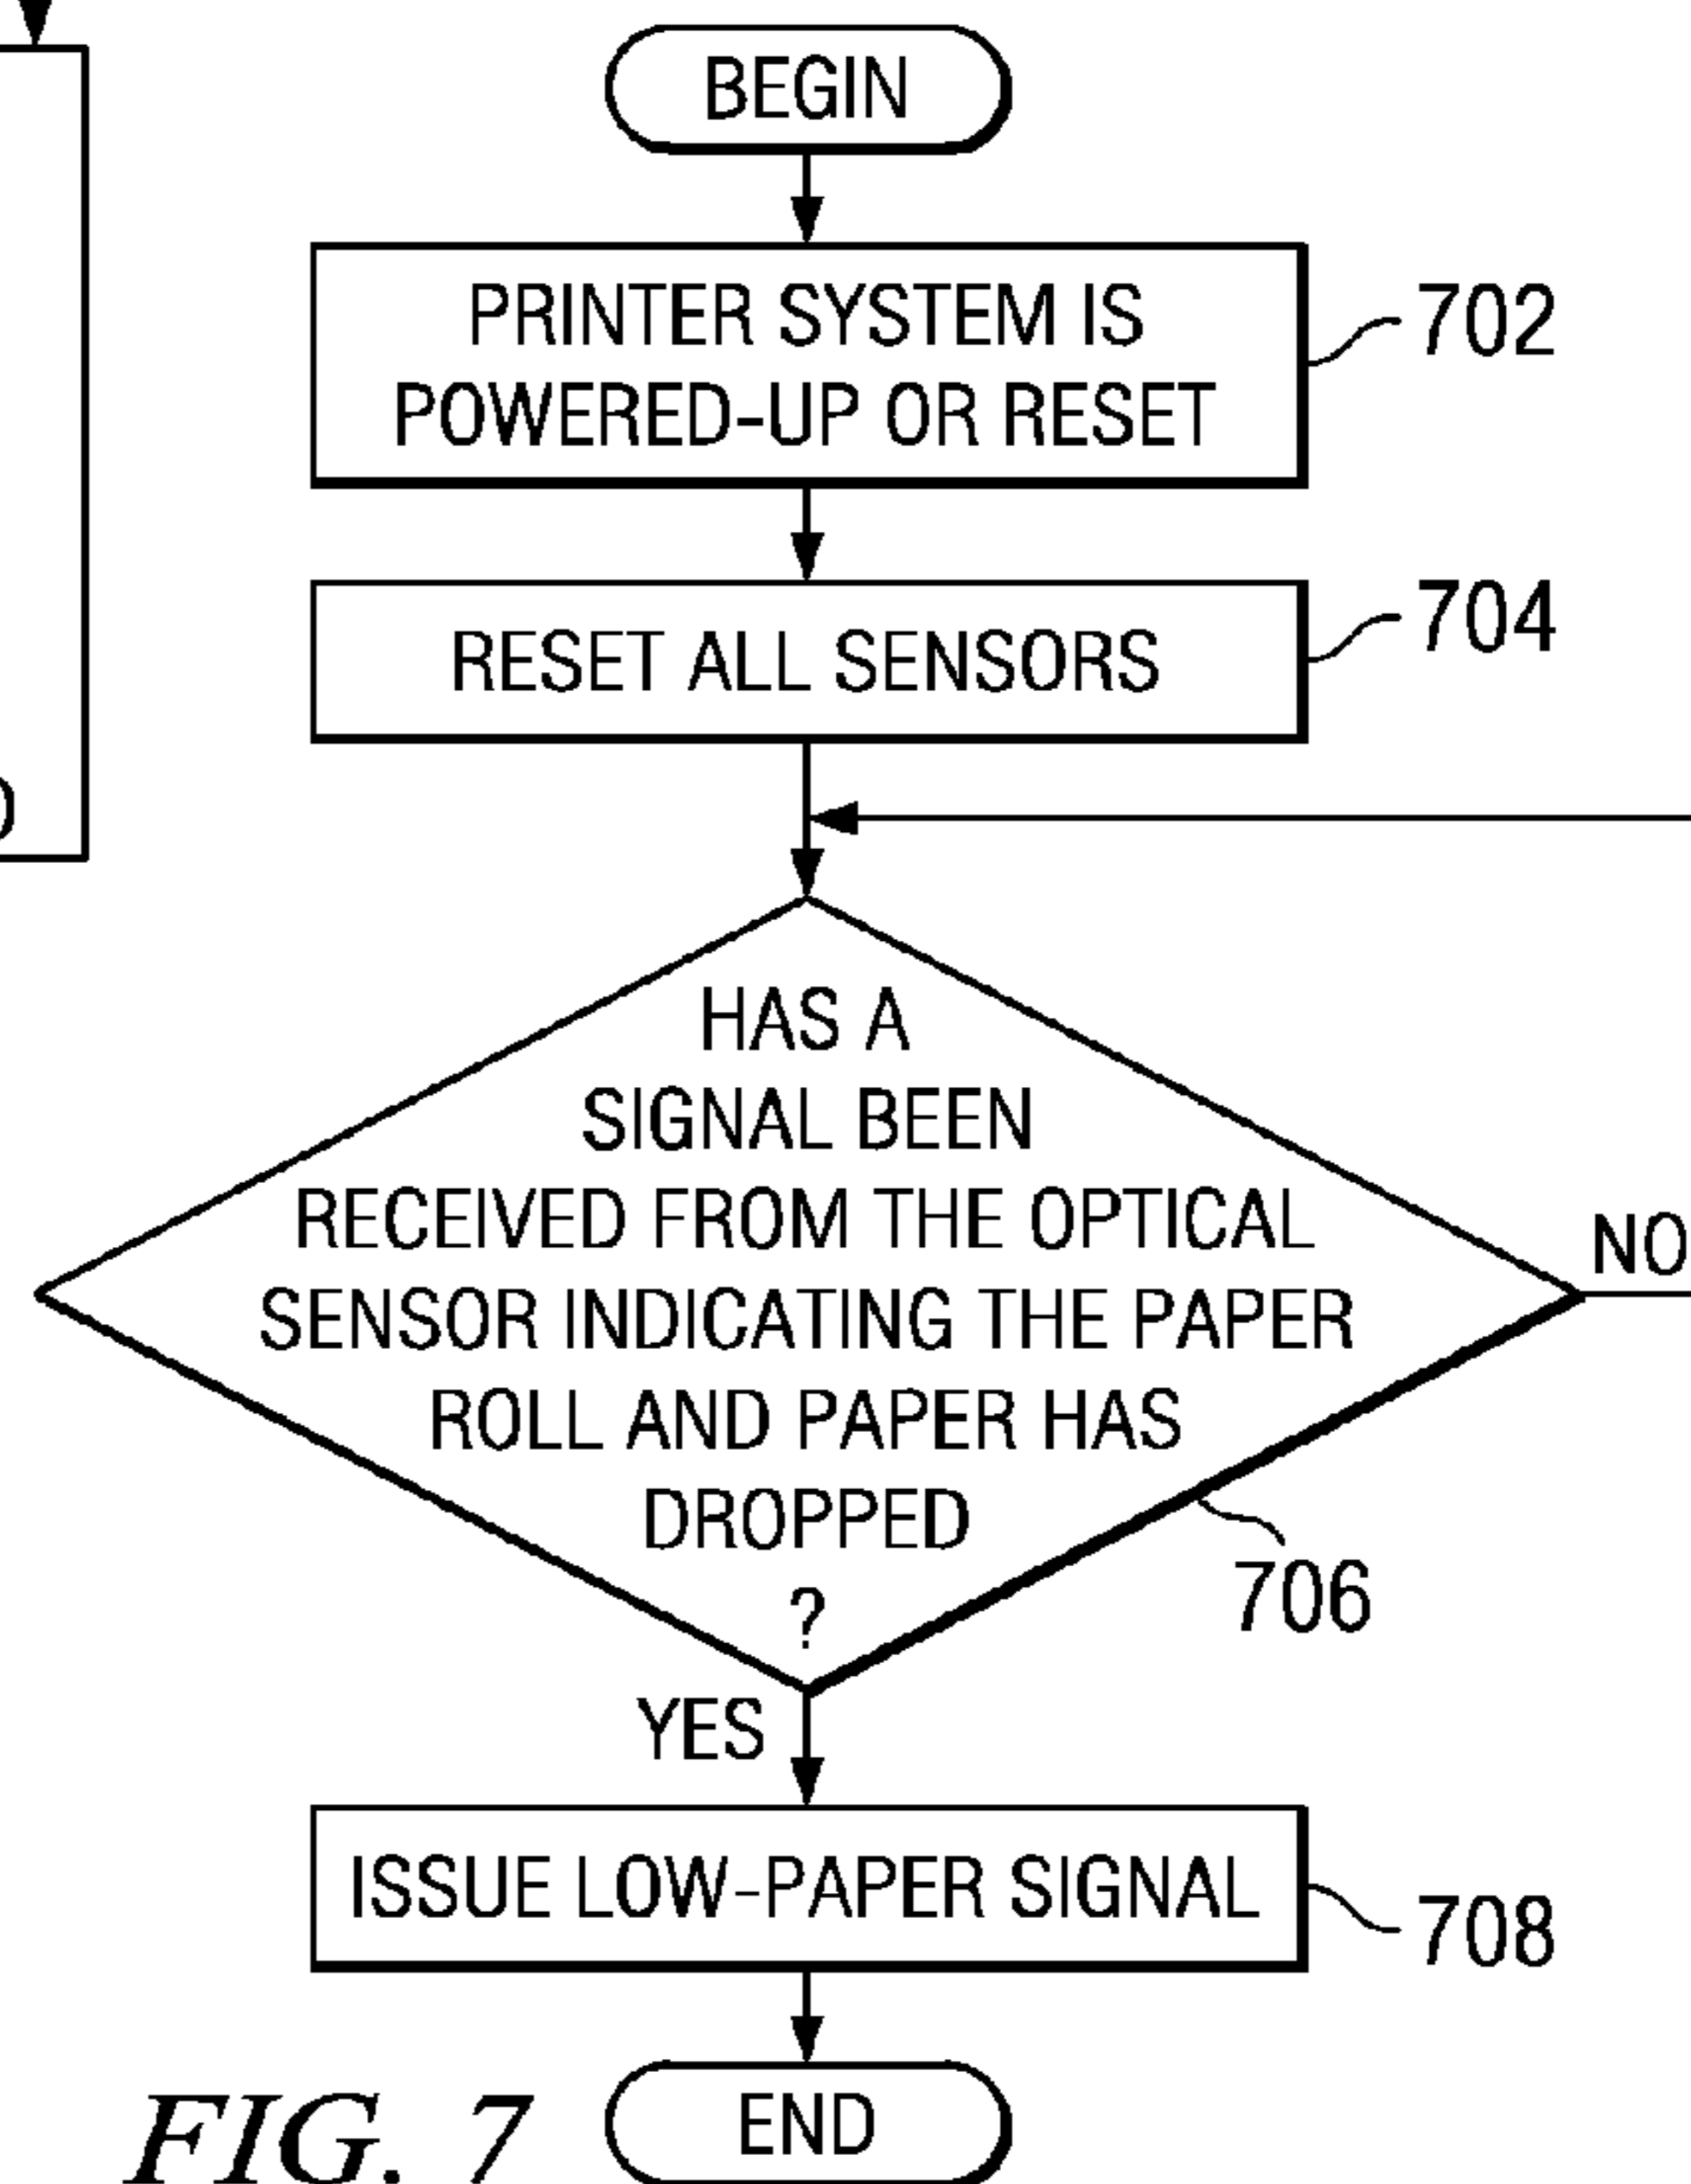 BEGIN
PRINTER SYSTEM IS
POWERED-UP OR RESET
702
RESET ALL SENSORS
704
HAS A
SIGNAL BEEN
RECEIVED FROM THE OPTICAL
SENSOR INDICATING THE PAPER
ROLL AND PAPER HAS
DROPPED
?
NO
706
YES
ISSUE LOW-PAPER SIGNAL
708
END
FIG. 7